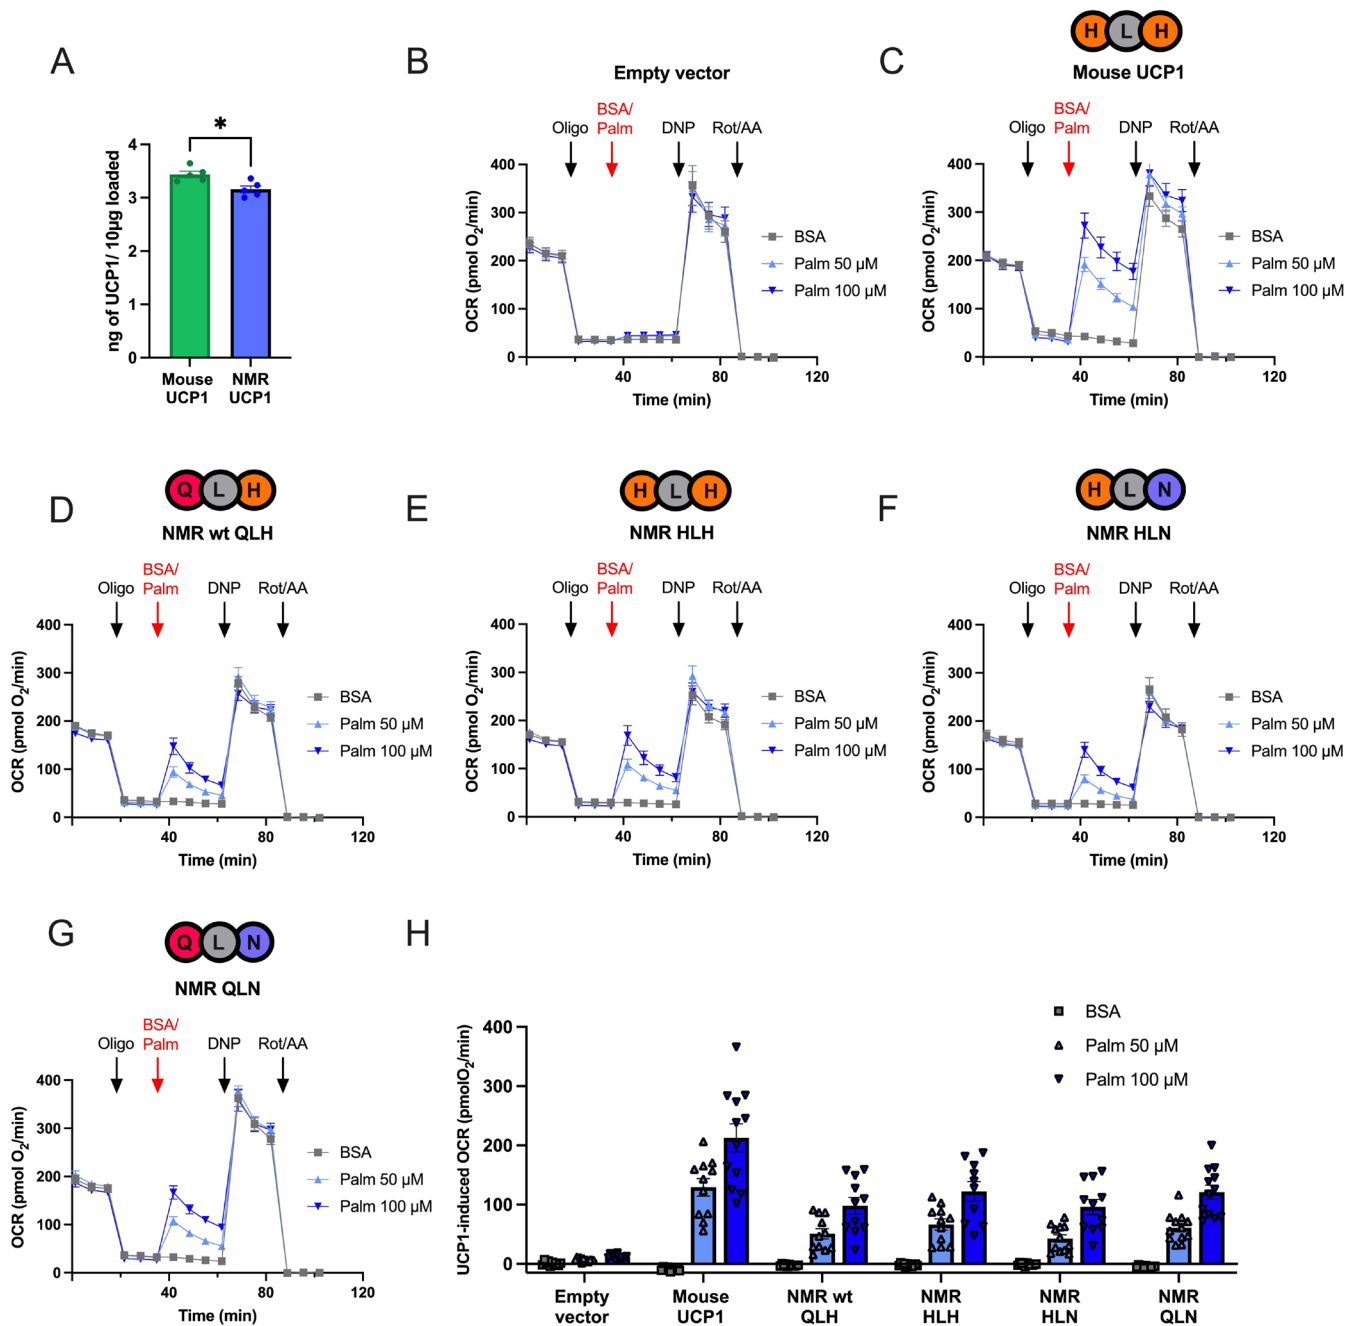 A
*
ng of UCP1/ 10µg loaded
4
3
2
1
0
Mouse
UCP1
NMR
UCP1
B
Empty vector
Oligo
BSA/
Palm
DNP
Rot/AA
OCR (pmol O2/min)
400
300
200
100
0
40
80
120
Time (min)
BSA
Palm 50 µM
Palm 100 µM
C
H L H
Mouse UCP1
Oligo
BSA/
Palm
DNP
Rot/AA
OCR (pmol O2/min)
400
300
200
100
0
40
80
120
Time (min)
BSA
Palm 50 µM
Palm 100 µM
D
Q L H
NMR wt QLH
Oligo
BSA/
Palm
DNP
Rot/AA
OCR (pmol O2/min)
400
300
200
100
0
40
80
120
Time (min)
BSA
Palm 50 µM
Palm 100 µM
E
H L H
NMR HLH
Oligo
BSA/
Palm
DNP
Rot/AA
OCR (pmol O2/min)
400
300
200
100
0
40
80
120
Time (min)
BSA
Palm 50 µM
Palm 100 µM
F
H L N
NMR HLN
Oligo
BSA/
Palm
DNP
Rot/AA
OCR (pmol O2/min)
400
300
200
100
0
40
80
120
Time (min)
BSA
Palm 50 µM
Palm 100 µM
G
Q L N
NMR QLN
Oligo
BSA/
Palm
DNP
Rot/AA
OCR (pmol O2/min)
400
300
200
100
0
40
80
120
Time (min)
BSA
Palm 50 µM
Palm 100 µM
H
UCP1-induced OCR (pmolO2/min)
400
300
200
100
0
BSA
Palm 50 µM
Palm 100 µM
Empty
vector
Mouse
UCP1
NMR wt
QLH
NMR
HLH
NMR
HLN
NMR
QLN